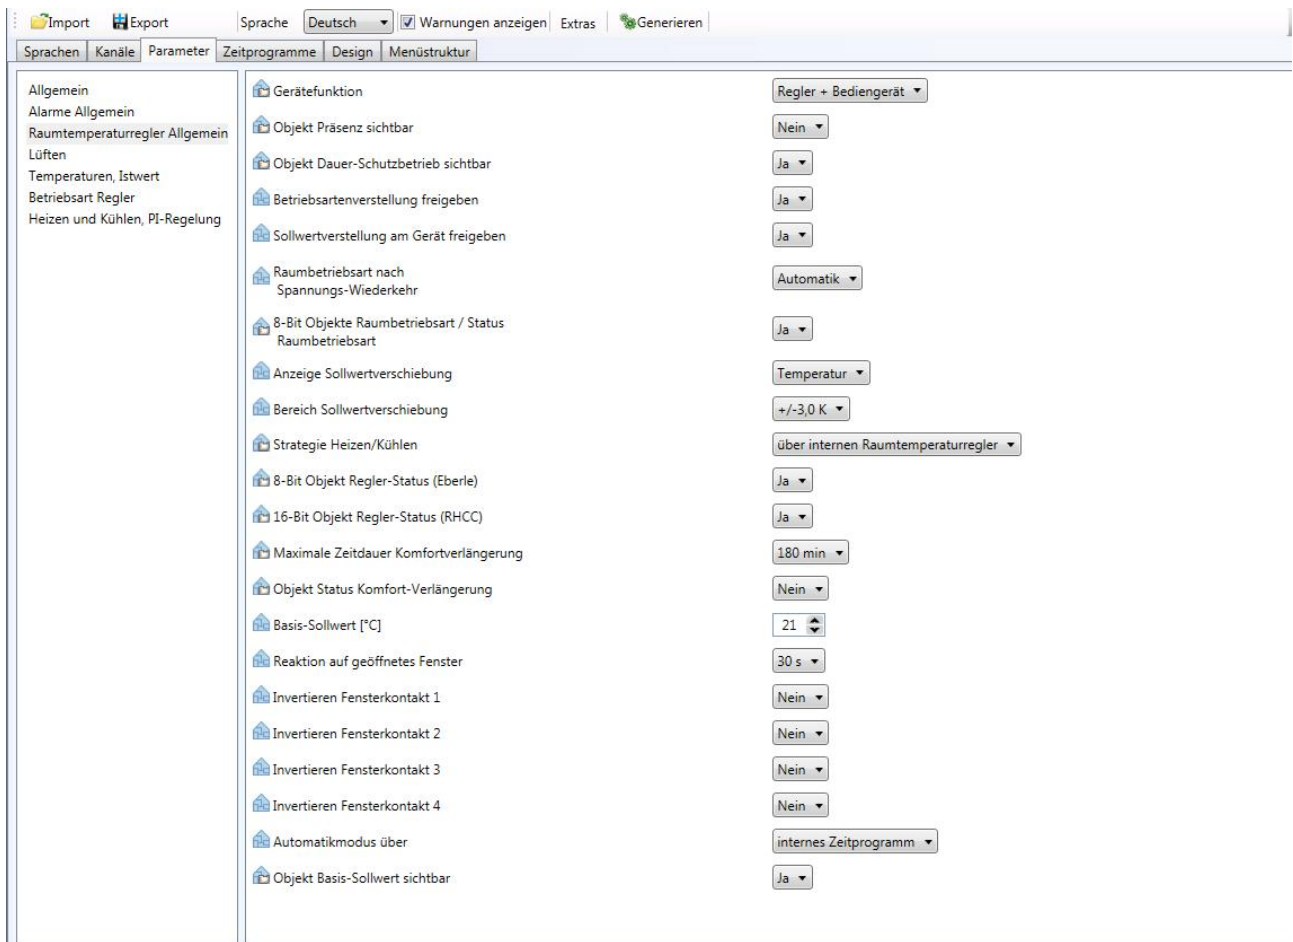 Import Export Sprache Deutsch Warnungen anzeigen Extras Generieren
Sprachen Kanäle Parameter Zeitprogramme Design Menüstruktur
Allgemein
Alarme Allgemein
Raumtemperaturregler Allgemein
Lüften
Temperaturen, Istwert
Betriebsart Regler
Heizen und Kühlen, PI-Regelung
Gerätefunktion Regler + Bediengerät
Objekt Präsenz sichtbar Nein
Objekt Dauer-Schutzbetrieb sichtbar Ja
Betriebsartenverstellung freigeben Ja
Sollwertverstellung am Gerät freigeben Ja
Raumbetriebsart nach
Spannungs-Wiederkehr Automatik
8-Bit Objekte Raumbetriebsart / Status
Raumbetriebsart Ja
Anzeige Sollwertverschiebung Temperatur
Bereich Sollwertverschiebung +/-3,0 K
Strategie Heizen/Kühlen über internen Raumtemperaturregler
8-Bit Objekt Regler-Status (Eberle) Ja
16-Bit Objekt Regler-Status (RHCC) Ja
Maximale Zeitdauer Komfortverlängerung 180 min
Objekt Status Komfort-Verlängerung Nein
Basis-Sollwert [°C] 21
Reaktion auf geöffnetes Fenster 30 s
Invertieren Fensterkontakt 1 Nein
Invertieren Fensterkontakt 2 Nein
Invertieren Fensterkontakt 3 Nein
Invertieren Fensterkontakt 4 Nein
Automatikmodus über internes Zeitprogramm
Objekt Basis-Sollwert sichtbar Ja